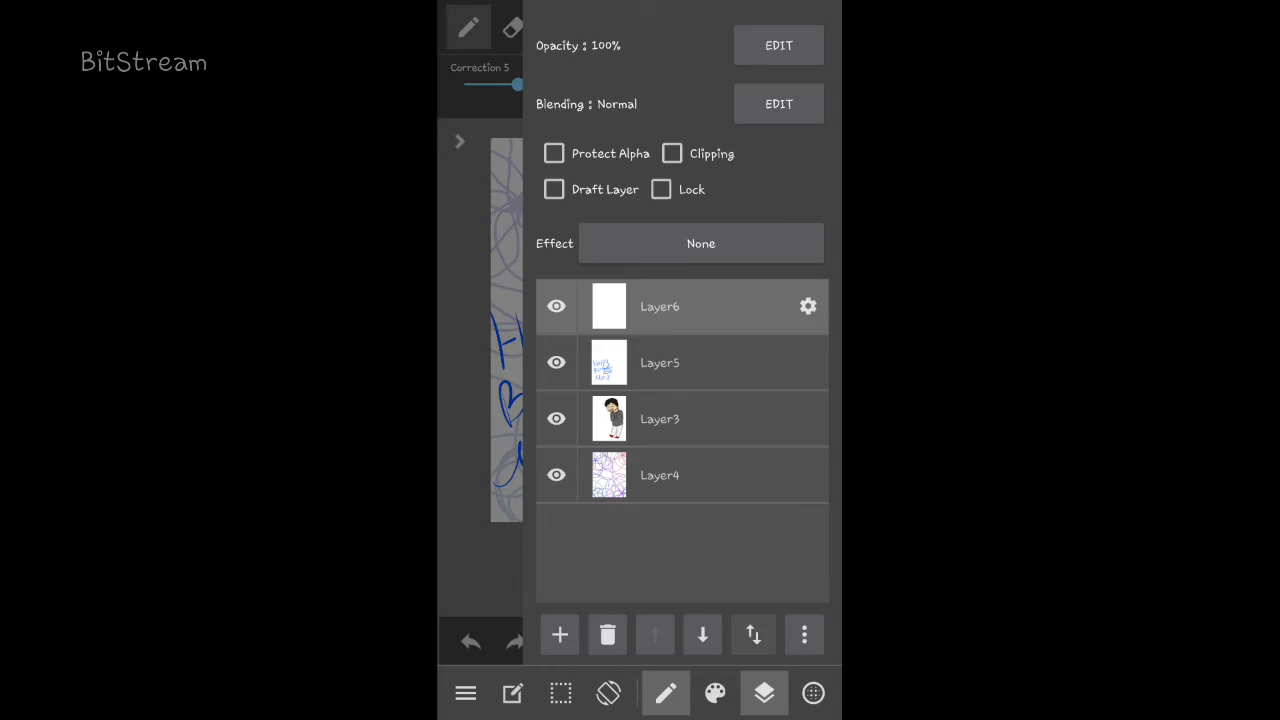 BitStream
Correction 5
Opacity : 100%
EDIT
Blending : Normal
EDIT
Protect Alpha
Clipping
Draft Layer
Lock
Effect
None
Layer6
Layer5
Layer3
Layer4